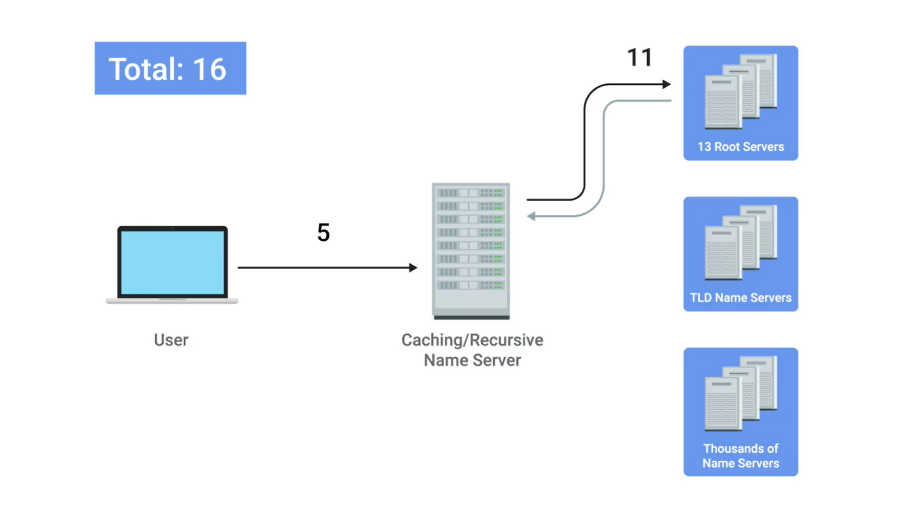 Total: 16
11
13 Root Servers
5
TLD Name Servers
User
Caching/Recursive
Name Server
Thousands of
Name Servers